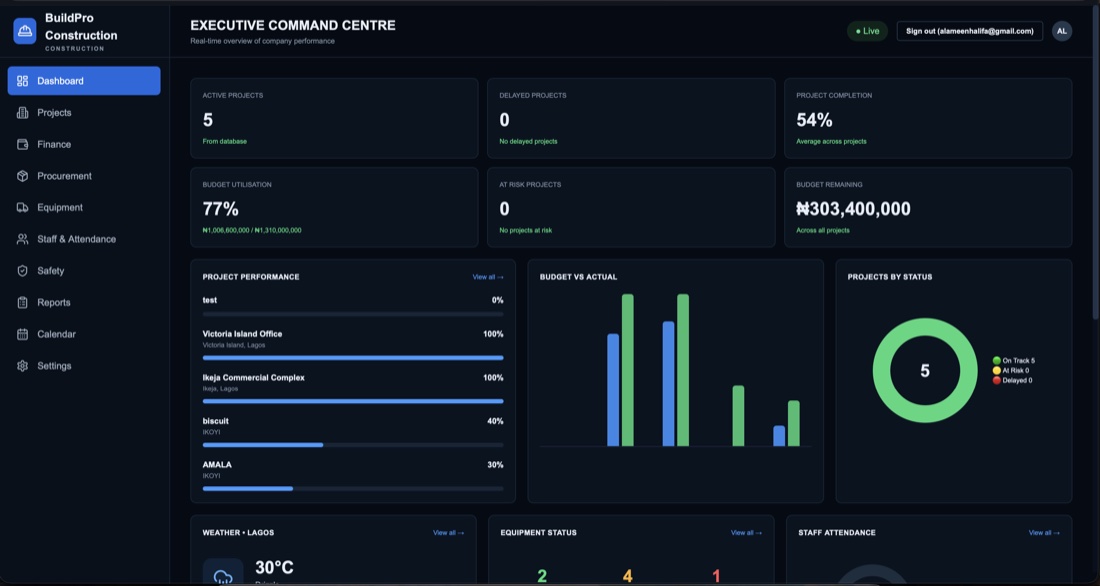 BuildPro
Construction
CONSTRUCTION
EXECUTIVE COMMAND CENTRE
Real-time overview of company performance
Live
Sign out (alameenhalifa@gmail.com)
AL
Dashboard
Projects
Finance
Procurement
Equipment
Staff & Attendance
Safety
Reports
Calendar
Settings
ACTIVE PROJECTS
5
From database
DELAYED PROJECTS
0
No delayed projects
PROJECT COMPLETION
54%
Average across projects
BUDGET UTILISATION
77%
₦1,006,600,000 / ₦1,310,000,000
AT RISK PROJECTS
0
No projects at risk
BUDGET REMAINING
₦303,400,000
Across all projects
PROJECT PERFORMANCE
View all →
test
0%
Victoria Island Office
100%
Victoria Island, Lagos
Ikeja Commercial Complex
100%
Ikeja, Lagos
biscuit
40%
IKOYI
AMALA
30%
IKOYI
BUDGET VS ACTUAL
PROJECTS BY STATUS
5
On Track 5
At Risk 0
Delayed 0
WEATHER • LAGOS
View all →
30°C
EQUIPMENT STATUS
View all →
2
4
1
STAFF ATTENDANCE
View all →